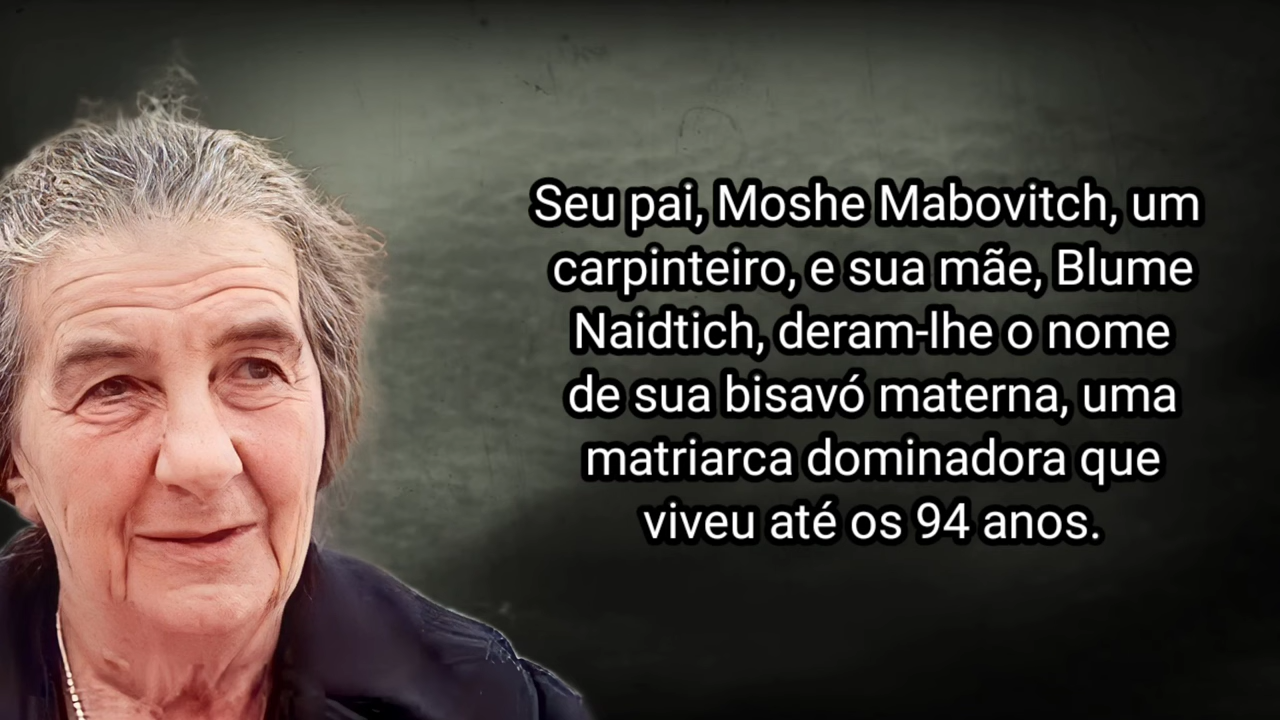 Seu pai, Moshe Mabovitch, um
carpinteiro, e sua mãe, Blume
Naidtich, deram-lhe o nome
de sua bisavó materna, uma
matriarca dominadora que
viveu até os 94 anos.